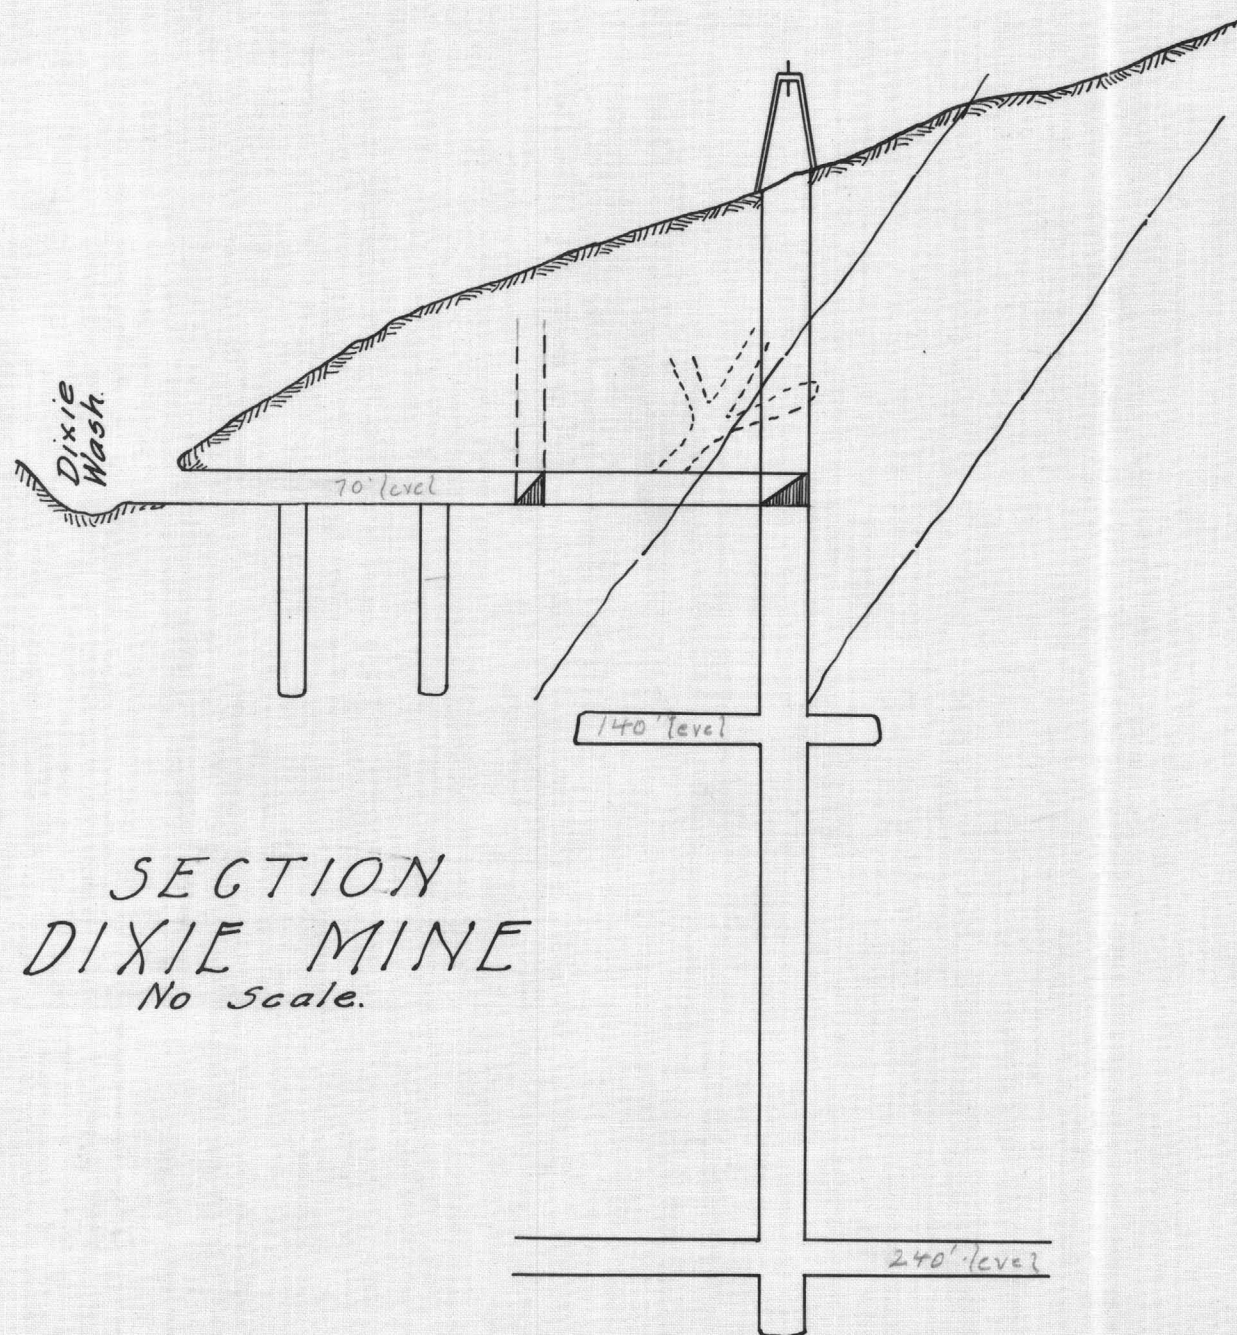 Dixie
Wash.
70' level
140' level
SECTION
DIXIE MINE
No Scale.
240' level